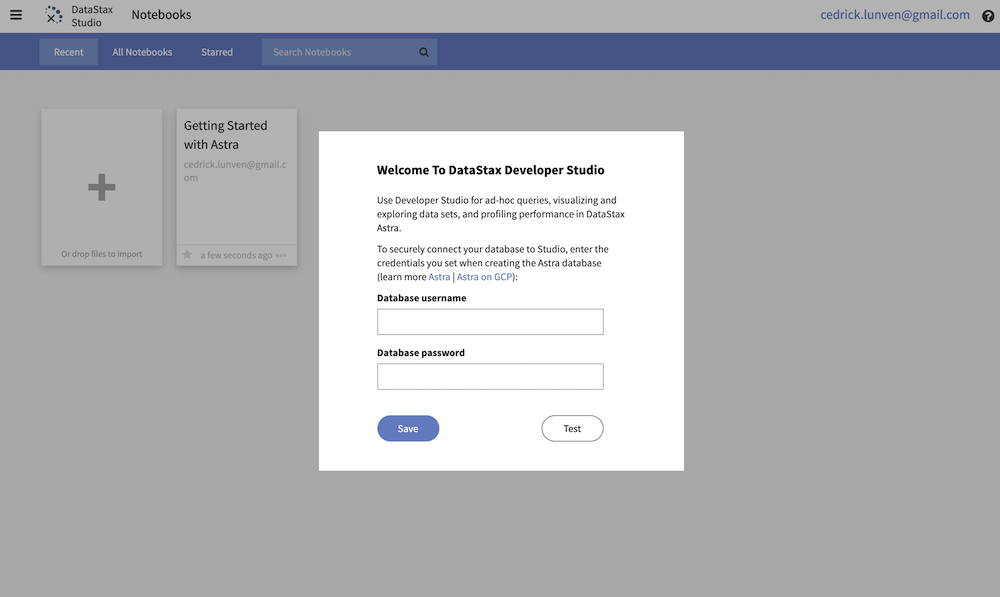 DataStax
Studio
Notebooks
cedrick.lunven@gmail.com
?
Recent
All Notebooks
Starred
Search Notebooks
Or drop files to import
Getting Started
with Astra
cedrick.lunven@gmail.c
om
a few seconds ago
Welcome To DataStax Developer Studio
Use Developer Studio for ad-hoc queries, visualizing and
exploring data sets, and profiling performance in DataStax
Astra.
To securely connect your database to Studio, enter the
credentials you set when creating the Astra database
(learn more Astra | Astra on GCP):
Database username
Database password
Save
Test